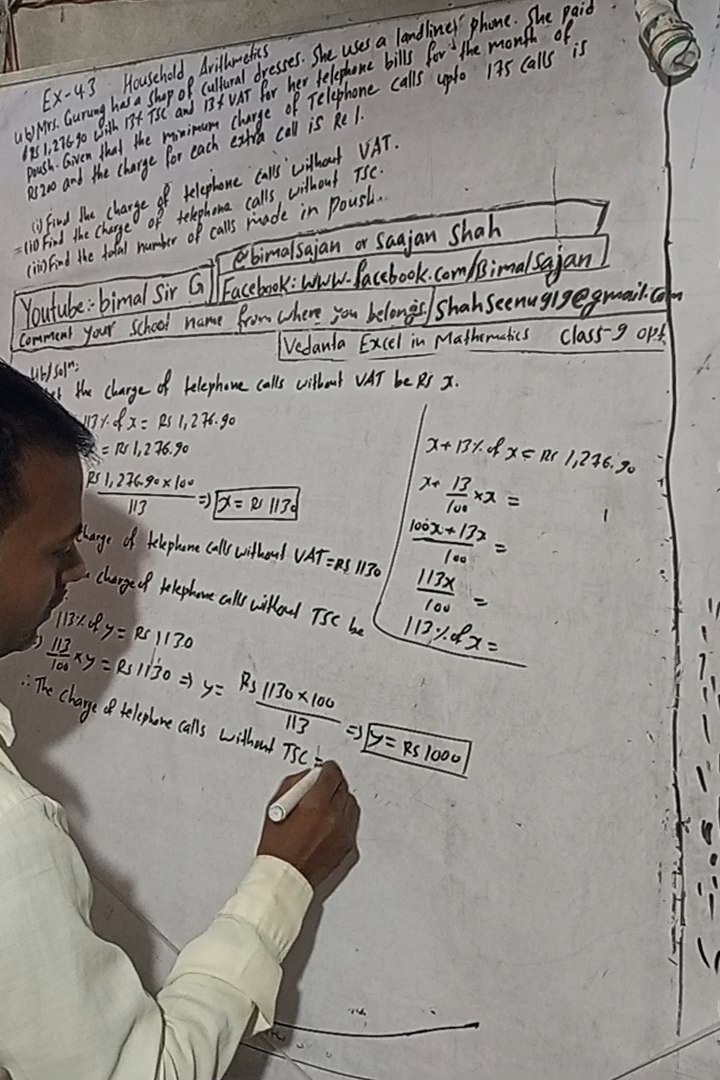 Ex-4.3 Household Arithmetics
4b) Mrs. Gurung has a shop of cultural dresses. She uses a landliner phone. She paid
Rs 1,276.90 with 13% TSC and 13% VAT for her telephone bills for the month of
Poush. Given that the minimum charge of Telephone calls upto 175 calls is
Rs 200 and the charge for each extra call is Re 1.
(i) Find the charge of telephone calls without VAT.
(ii) Find the charge of telephone calls without TSC.
(iii) Find the total number of calls made in Poush.
Youtube:- bimal Sir G
@bimalsajan or Saajan Shah
Facebook: www.facebook.com/Bimalsajan
Comment your school name from where you belongs.
Shahseenu919@gmail.com
Vedanta Excel in Mathematics Class-9 opt.
4b/Soln:
the charge of telephone calls without VAT be Rs x.
113% of x = Rs 1,276.90
= Rs 1,276.90
Rs 1,276.90 × 100 / 113 => x = Rs 1130
charge of telephone calls without VAT = Rs 1130
charge of telephone calls without TSC be
113% of y = Rs 1130
113/100 × y = Rs 1130 => y = Rs 1130 × 100 / 113 => y = Rs 1000
∴ The charge of telephone calls without TSC =
x + 13% of x = Rs 1,276.90
x + 13/100 × x =
100x + 13x / 100 =
113x / 100 =
113% of x =